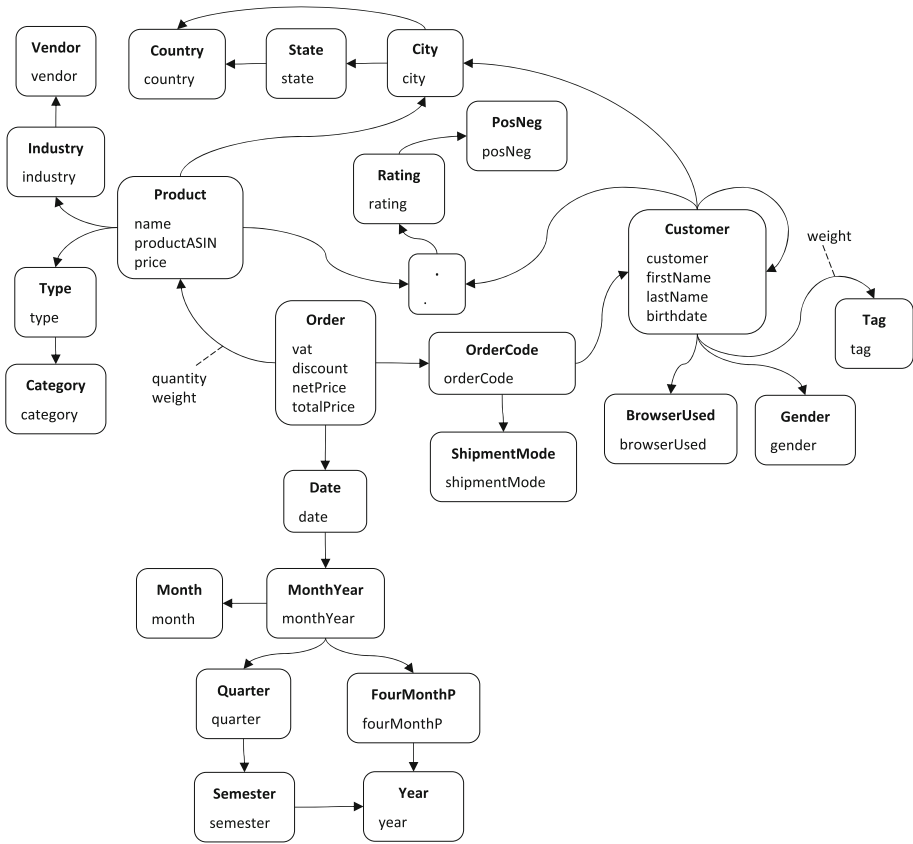 Vendor
vendor
Country
country
State
state
City
city
PosNeg
posNeg
Industry
industry
Rating
rating
Product
name
productASIN
price
Customer
customer
firstName
lastName
birthdate
weight
Type
type
.
.
Tag
tag
Order
vat
discount
netPrice
totalPrice
OrderCode
orderCode
quantity
weight
Category
category
BrowserUsed
browserUsed
Gender
gender
ShipmentMode
shipmentMode
Date
date
Month
month
MonthYear
monthYear
Quarter
quarter
FourMonthP
fourMonthP
Semester
semester
Year
year